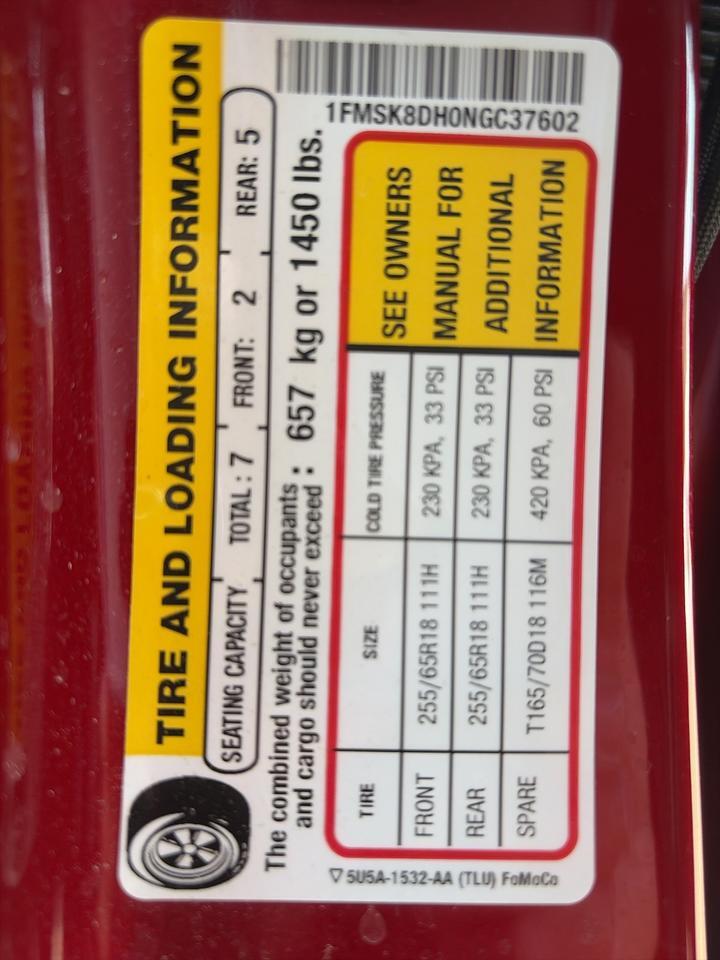 TIRE AND LOADING INFORMATION
SEATING CAPACITY TOTAL : 7 FRONT: 2 REAR: 5
The combined weight of occupants
and cargo should never exceed : 657 kg or 1450 lbs.
1FMSK8DH0NGC37602
TIRE SIZE COLD TIRE PRESSURE
FRONT 255/65R18 111H 230 KPA, 33 PSI
REAR 255/65R18 111H 230 KPA, 33 PSI
SPARE T165/70D18 116M 420 KPA, 60 PSI
SEE OWNERS
MANUAL FOR
ADDITIONAL
INFORMATION
▽ 5U5A-1532-AA (TLU) FoMoCo